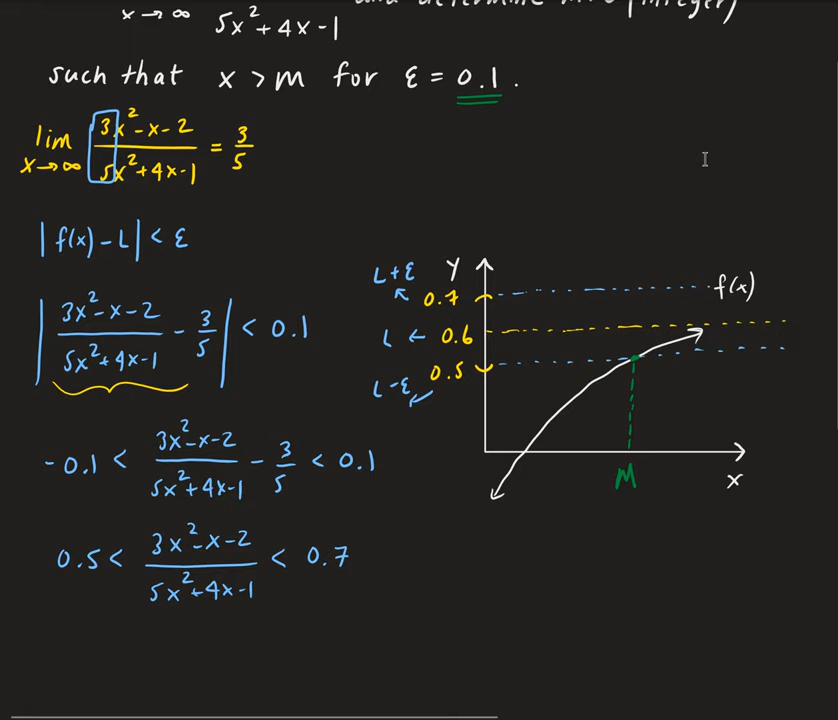 x→∞ 5x²+4x-1 and determine
such that x>M for ε = 0.1.
lim x→∞ [3x²-x-2 / 5x²+4x-1 = 3/5
|f(x) - L| < ε
|3x²-x-2 / 5x²+4x-1 - 3/5| < 0.1
-0.1 < 3x²-x-2 / 5x²+4x-1 - 3/5 < 0.1
0.5 < 3x²-x-2 / 5x²+4x-1 < 0.7
Y
L+ε ← 0.7
f(x)
L ← 0.6
L-ε ← 0.5
M
x